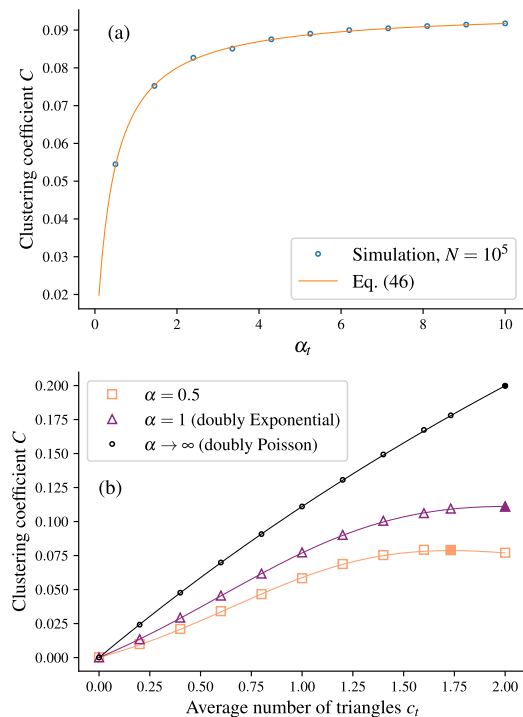 (a)
Clustering coefficient C
0.09
0.08
0.07
0.06
0.05
0.04
0.03
0.02
Simulation, N = 10⁵
Eq. (46)
0 2 4 6 8 10
αₜ
0.200
0.175
0.150
0.125
0.100
0.075
0.050
0.025
0.000
Clustering coefficient C
α = 0.5
α = 1 (doubly Exponential)
α → ∞ (doubly Poisson)
(b)
0.00 0.25 0.50 0.75 1.00 1.25 1.50 1.75 2.00
Average number of triangles cₜ